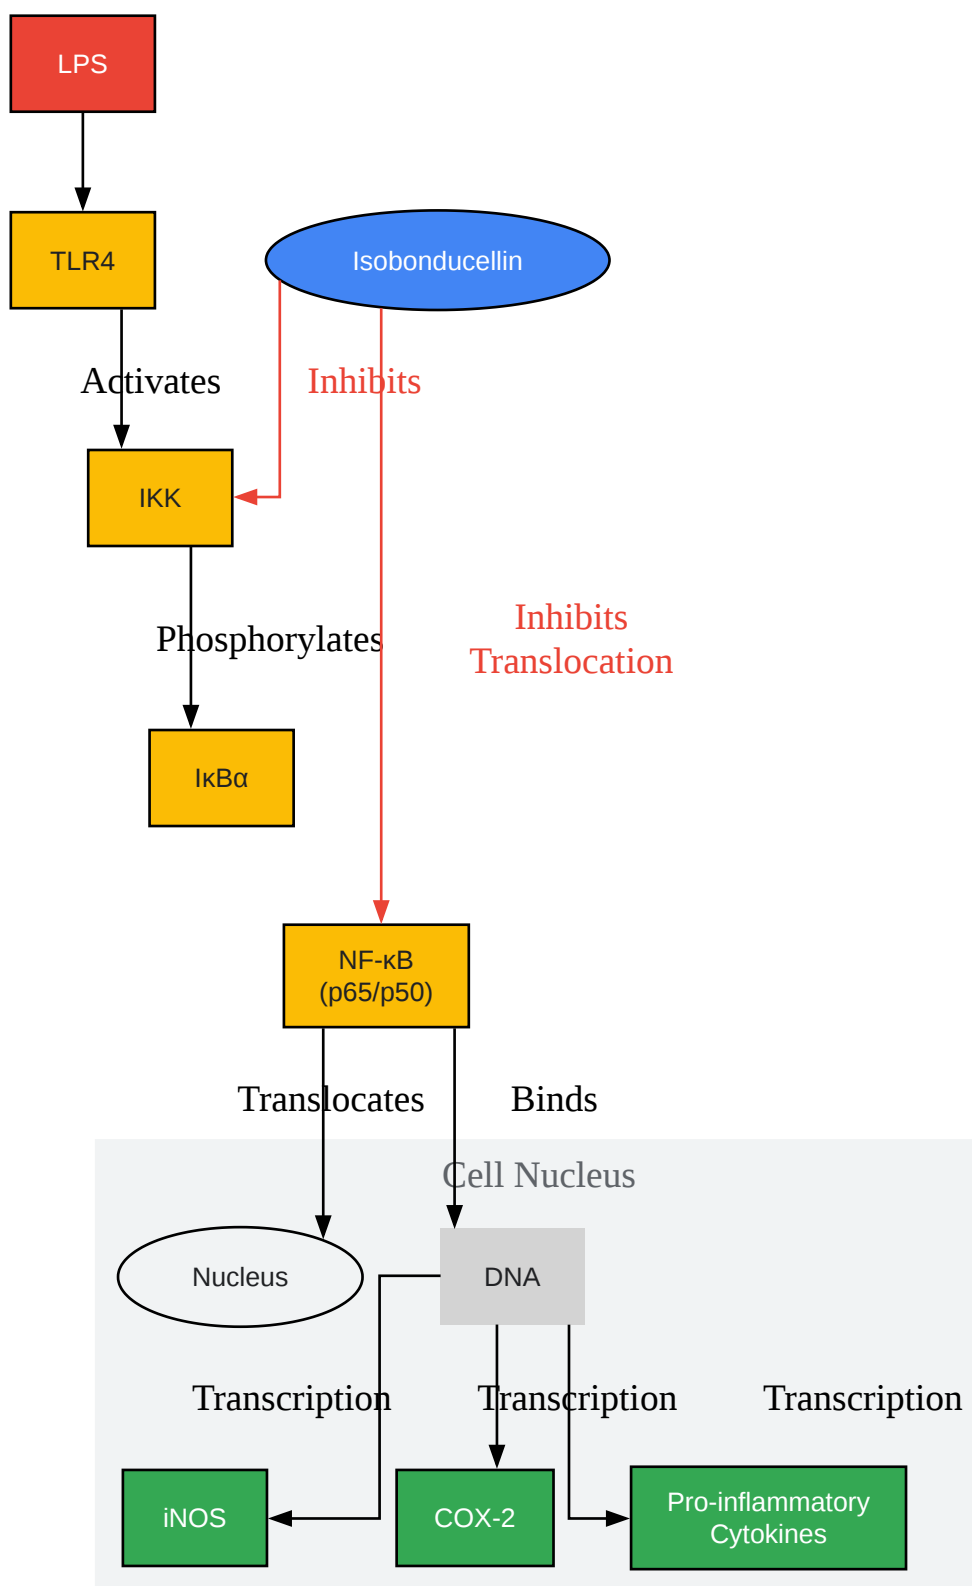 LPS
TLR4
Isobonducellin
Activates
Inhibits
IKK
Inhibits
Translocation
Phosphorylates
IκBα
NF-κB
(p65/p50)
Translocates
Binds
Cell Nucleus
Nucleus
DNA
Transcription
Transcription
Transcription
iNOS
COX-2
Pro-inflammatory
Cytokines